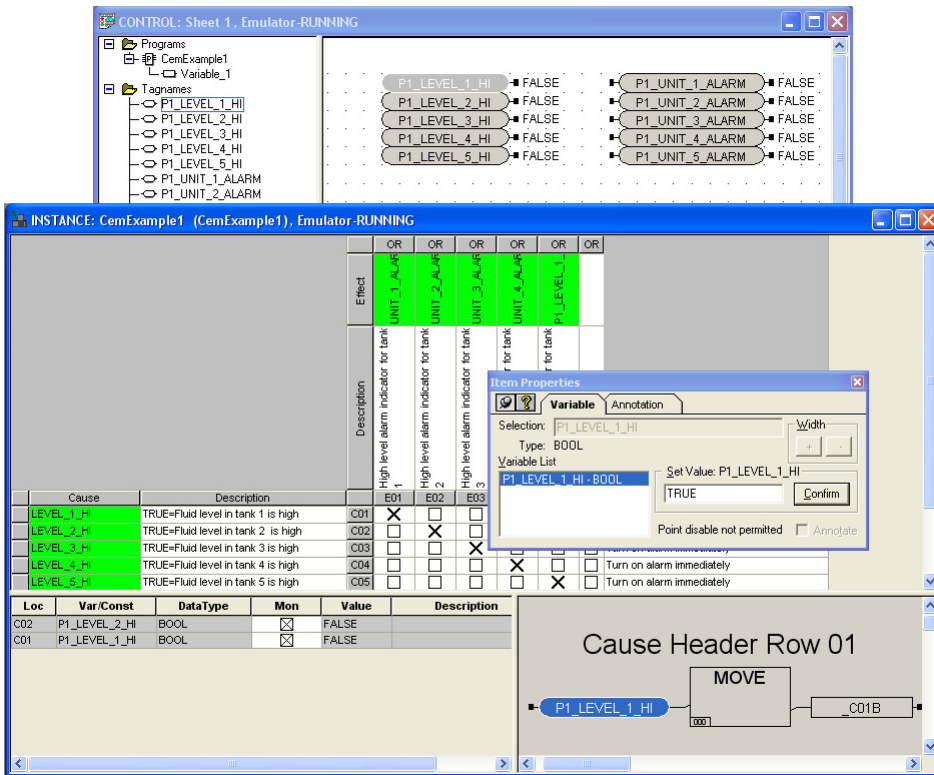 CONTROL: Sheet 1, Emulator-RUNNING
Programs
CemExample1
Variable_1
Tagnames
P1_LEVEL_1_HI
P1_LEVEL_2_HI
P1_LEVEL_3_HI
P1_LEVEL_4_HI
P1_LEVEL_5_HI
P1_UNIT_1_ALARM
P1_UNIT_2_ALARM
P1_LEVEL_1_HI FALSE P1_UNIT_1_ALARM FALSE
P1_LEVEL_2_HI FALSE P1_UNIT_2_ALARM FALSE
P1_LEVEL_3_HI FALSE P1_UNIT_3_ALARM FALSE
P1_LEVEL_4_HI FALSE P1_UNIT_4_ALARM FALSE
P1_LEVEL_5_HI FALSE P1_UNIT_5_ALARM FALSE
INSTANCE: CemExample1 (CemExample1), Emulator-RUNNING
OR OR OR OR OR OR
Effect
UNIT_1_ALAR
UNIT_2_ALAR
UNIT_3_ALAR
UNIT_4_ALAR
P1_LEVEL_1_
Description
High level alarm indicator for tank 1
High level alarm indicator for tank 2
High level alarm indicator for tank 3
for tank
for tank
Cause Description E01 E02 E03
LEVEL_1_HI TRUE=Fluid level in tank 1 is high C01
LEVEL_2_HI TRUE=Fluid level in tank 2 is high C02
LEVEL_3_HI TRUE=Fluid level in tank 3 is high C03 Turn on alarm immediately
LEVEL_4_HI TRUE=Fluid level in tank 4 is high C04 Turn on alarm immediately
LEVEL_5_HI TRUE=Fluid level in tank 5 is high C05 Turn on alarm immediately
Item Properties
Variable Annotation
Selection: P1_LEVEL_1_HI
Width
+ -
Type: BOOL
Variable List
P1_LEVEL_1_HI - BOOL
Set Value: P1_LEVEL_1_HI
TRUE Confirm
Point disable not permitted Annotate
Loc Var/Const DataType Mon Value Description
C02 P1_LEVEL_2_HI BOOL FALSE
C01 P1_LEVEL_1_HI BOOL FALSE
Cause Header Row 01
MOVE
P1_LEVEL_1_HI
_C01B
000